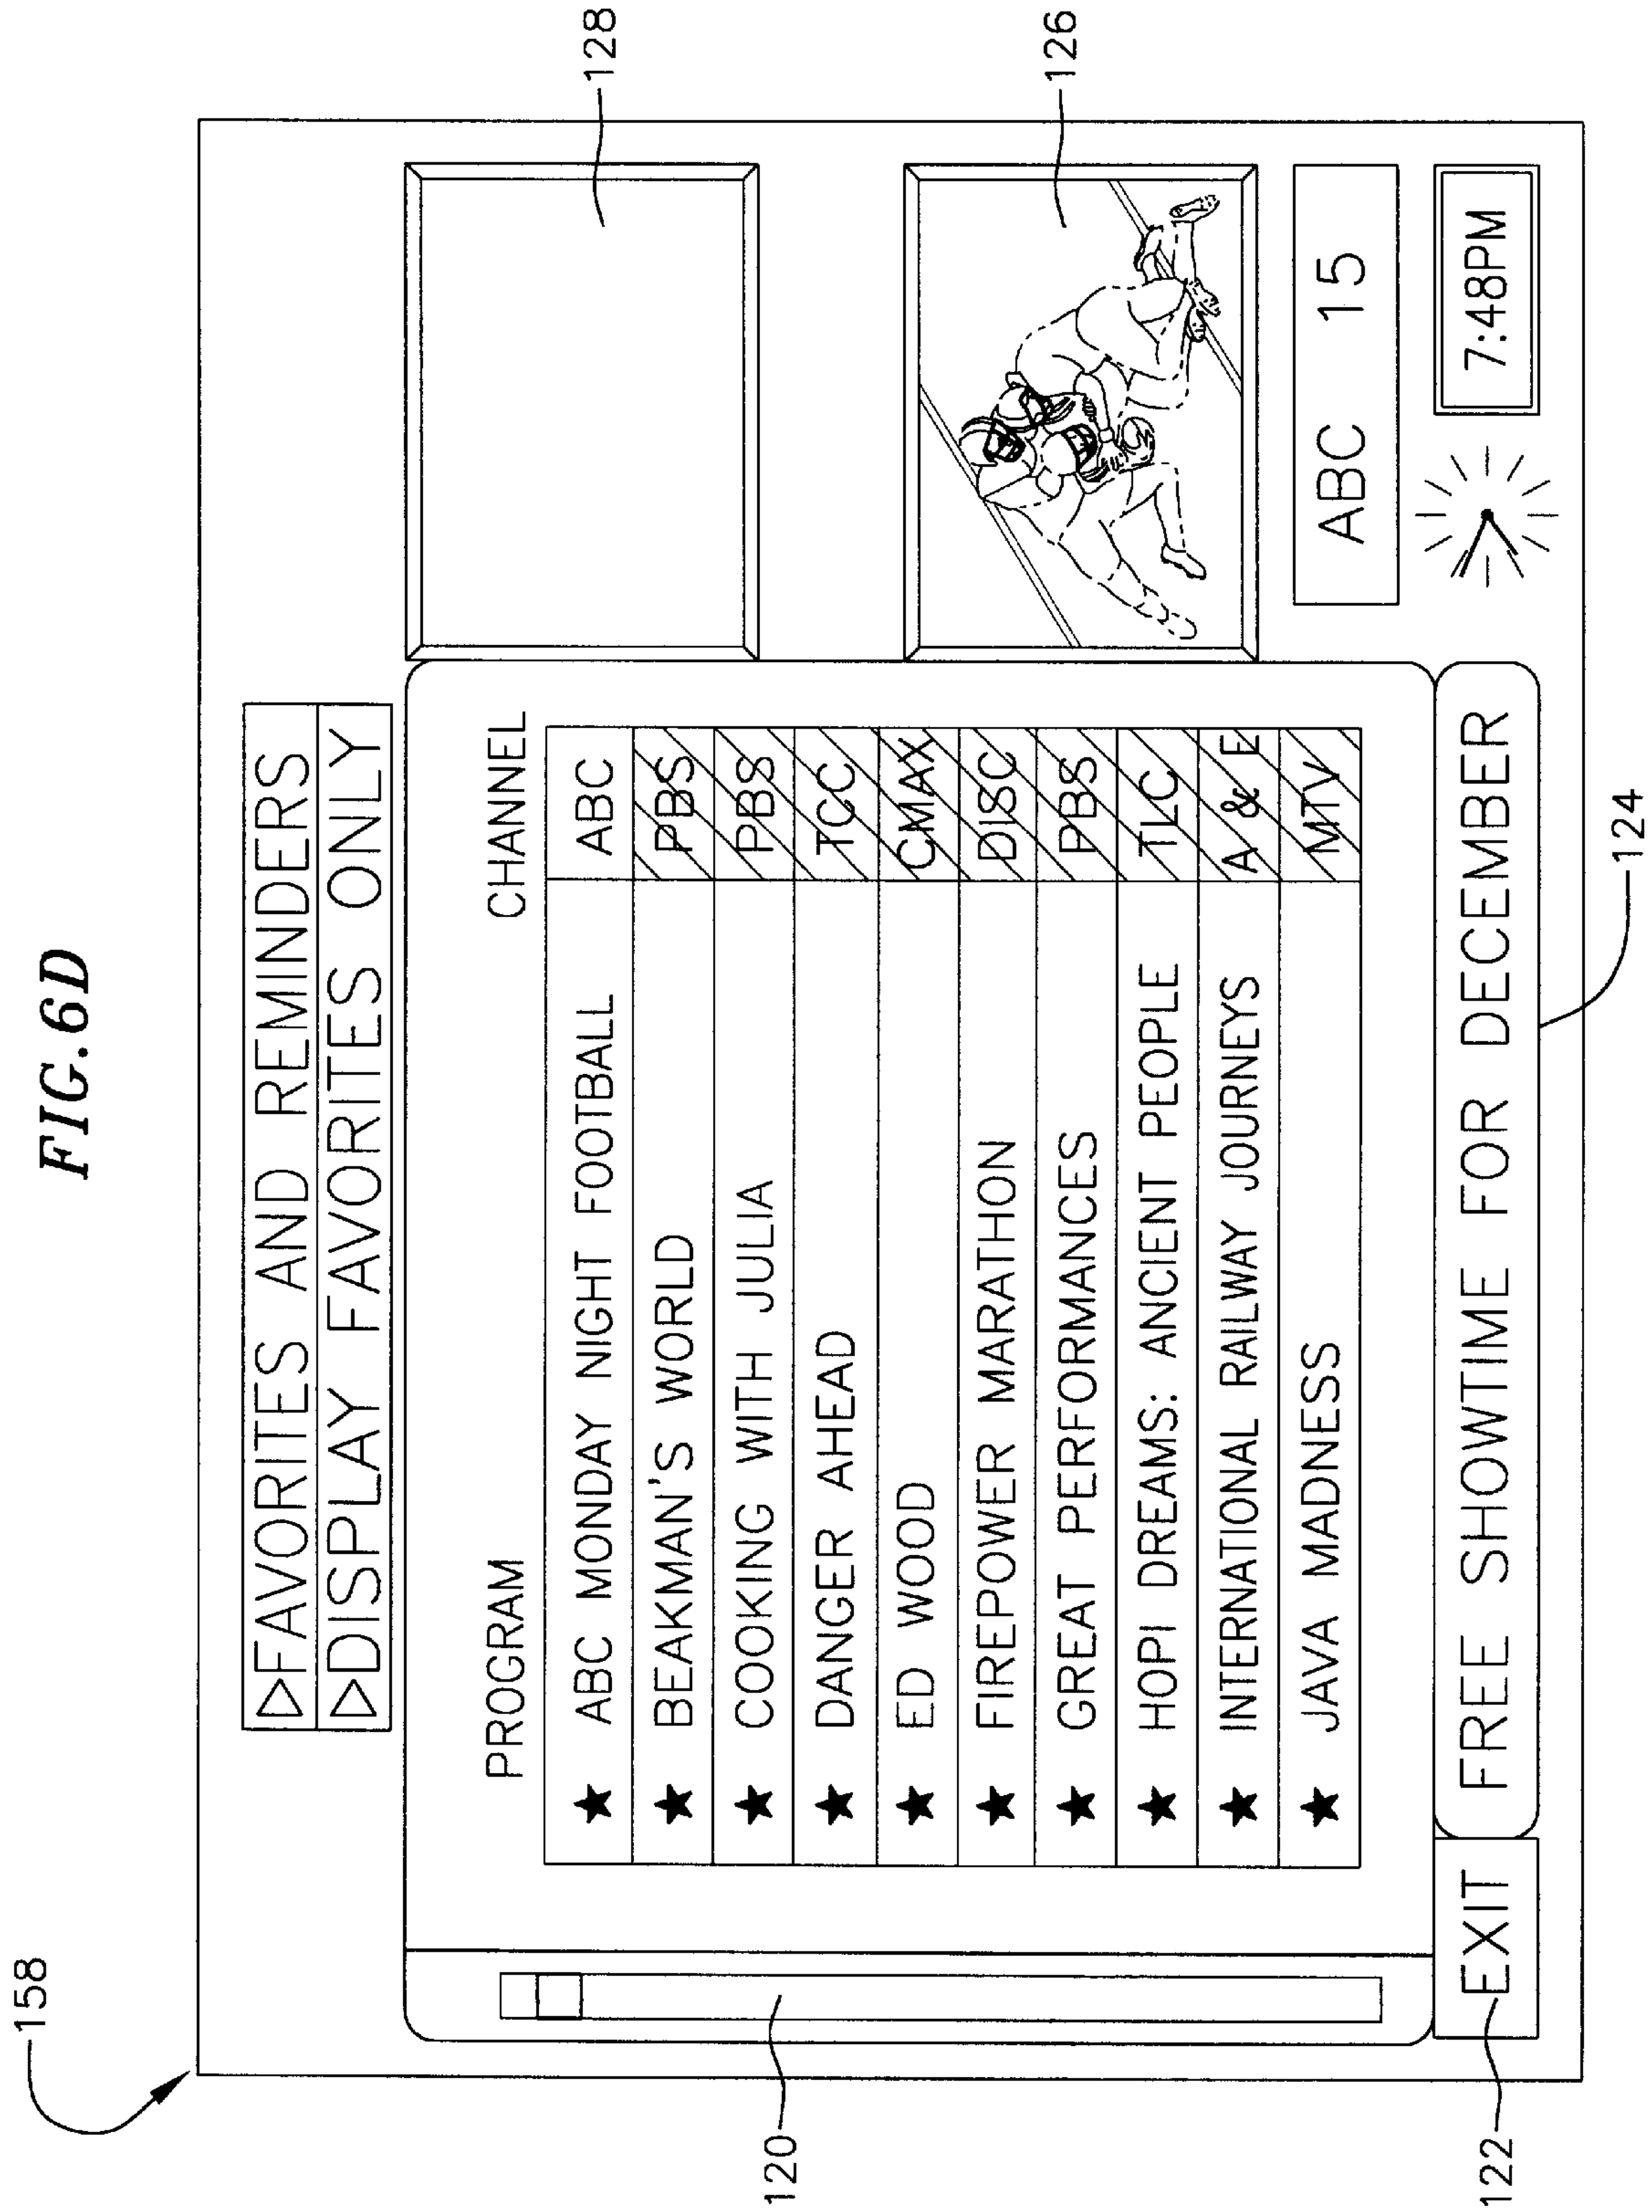 FIG.6D
158
▷FAVORITES AND REMINDERS
▷DISPLAY FAVORITES ONLY
128
PROGRAM CHANNEL
★ ABC MONDAY NIGHT FOOTBALL ABC
★ BEAKMAN'S WORLD PBS
★ COOKING WITH JULIA PBS
★ DANGER AHEAD TCC
★ ED WOOD CMAX
★ FIREPOWER MARATHON DISC
★ GREAT PERFORMANCES PBS
★ HOPI DREAMS: ANCIENT PEOPLE TLC
★ INTERNATIONAL RAILWAY JOURNEYS A & E
★ JAVA MADNESS MTV
120
126
ABC 15
EXIT FREE SHOWTIME FOR DECEMBER
7:48PM
122
124